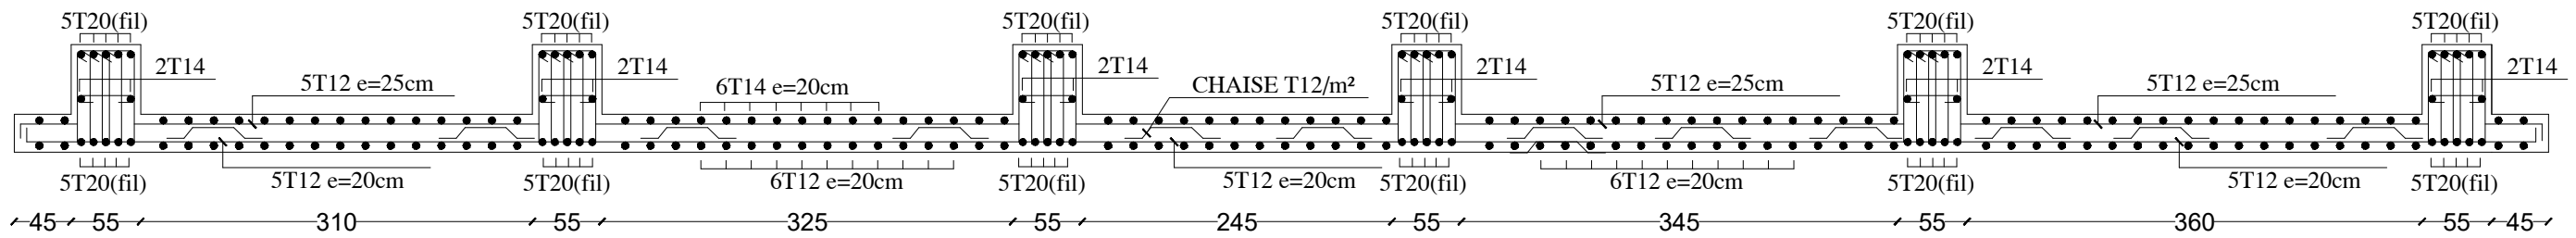 5T20(fil) 5T20(fil) 5T20(fil) 5T20(fil) 5T20(fil) 5T20(fil)
2T14 2T14 2T14 2T14 2T14 2T14
5T12 e=25cm 6T14 e=20cm CHAISE T12/m² 5T12 e=25cm 5T12 e=25cm
5T20(fil) 5T12 e=20cm 5T20(fil) 6T12 e=20cm 5T20(fil) 5T12 e=20cm 5T20(fil) 6T12 e=20cm 5T20(fil) 5T12 e=20cm 5T20(fil)
45 55 310 55 325 55 245 55 345 55 360 55 45